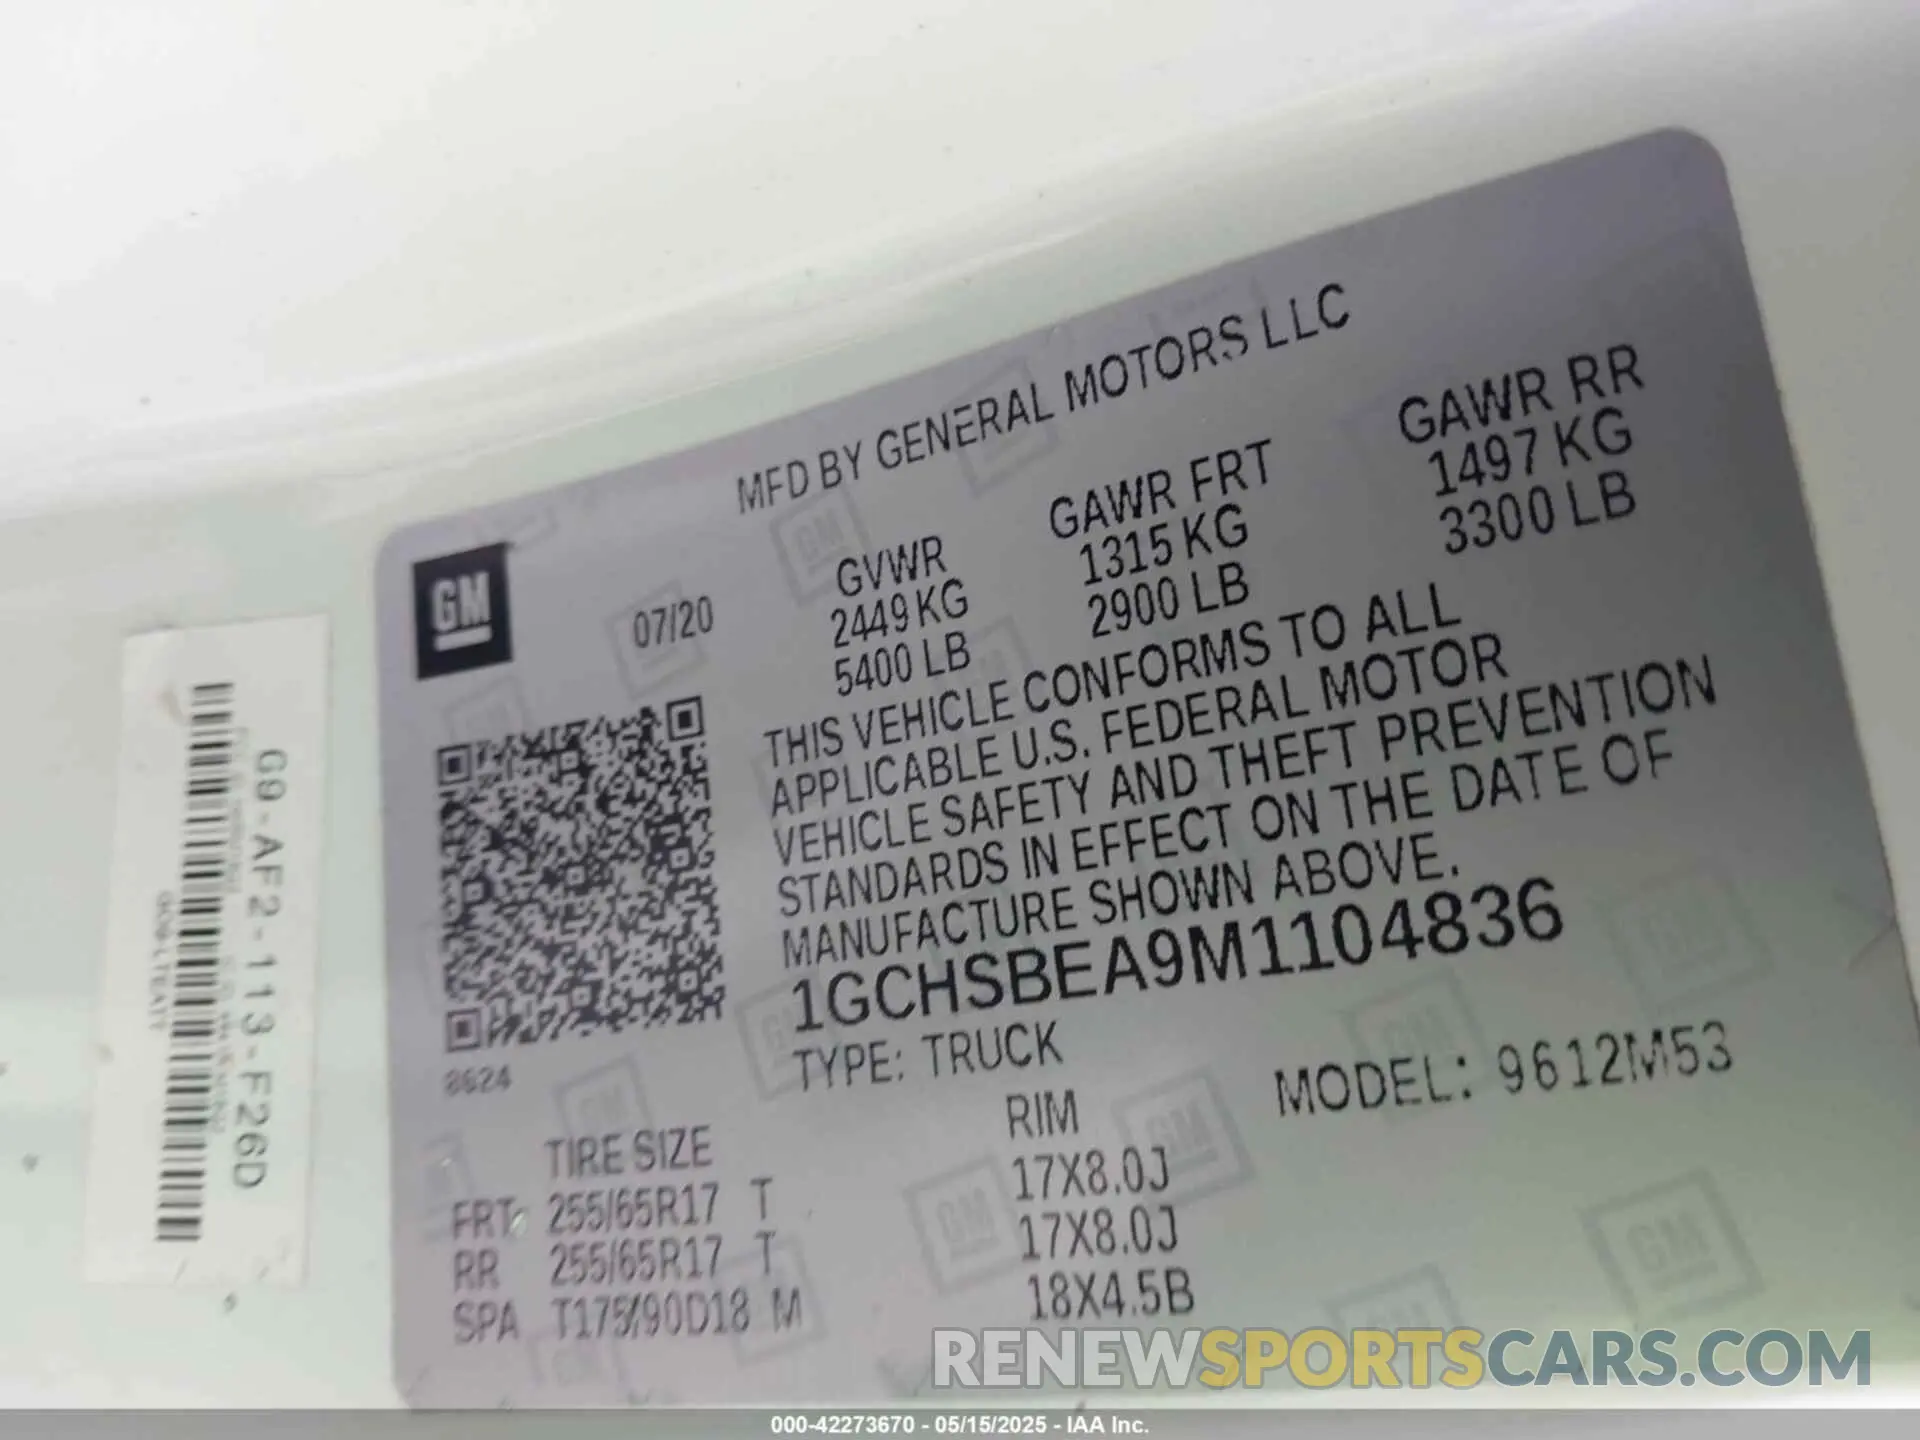 MFD BY GENERAL MOTORS LLC
GM
07/20
GVWR GAWR FRT GAWR RR
2449 KG 1315 KG 1497 KG
5400 LB 2900 LB 3300 LB
THIS VEHICLE CONFORMS TO ALL
APPLICABLE U.S. FEDERAL MOTOR
VEHICLE SAFETY AND THEFT PREVENTION
STANDARDS IN EFFECT ON THE DATE OF
MANUFACTURE SHOWN ABOVE.
1GCHSBEA9M1104836
8624
TYPE: TRUCK MODEL: 9612M53
TIRE SIZE RIM
FRT 255/65R17 T 17X8.0J
RR 255/65R17 T 17X8.0J
SPA T175/90D18 M 18X4.5B
G9-AF2-113-F26D
RENEWSPORTSCARS.COM
000-42273670 - 05/15/2025 - IAA Inc.